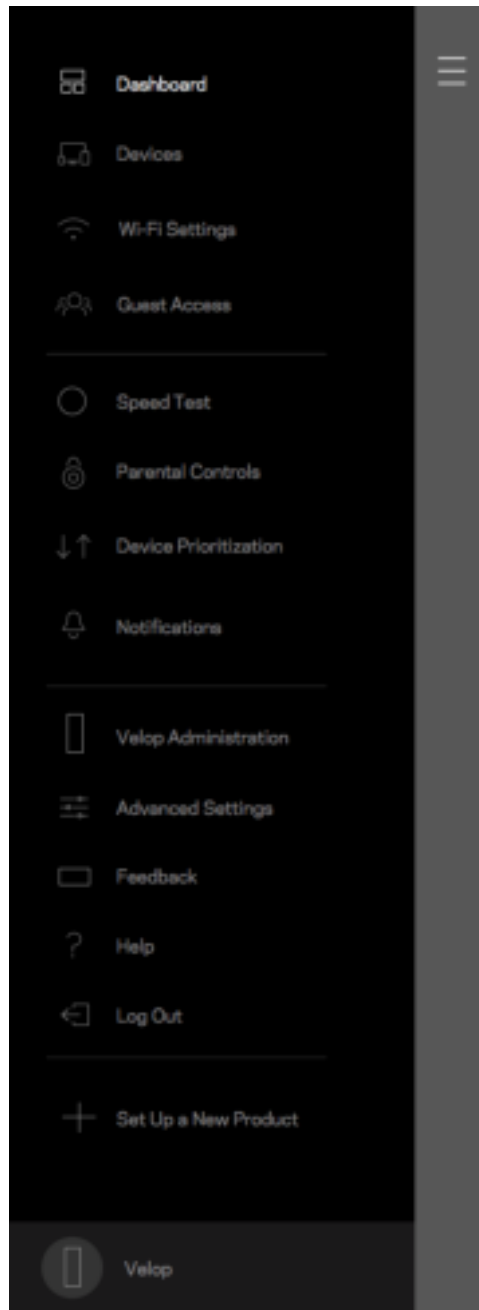 Dashboard
Devices
Wi-Fi Settings
Guest Access
Speed Test
Parental Controls
Device Prioritization
Notifications
Velop Administration
Advanced Settings
Feedback
Help
Log Out
Set Up a New Product
Velop